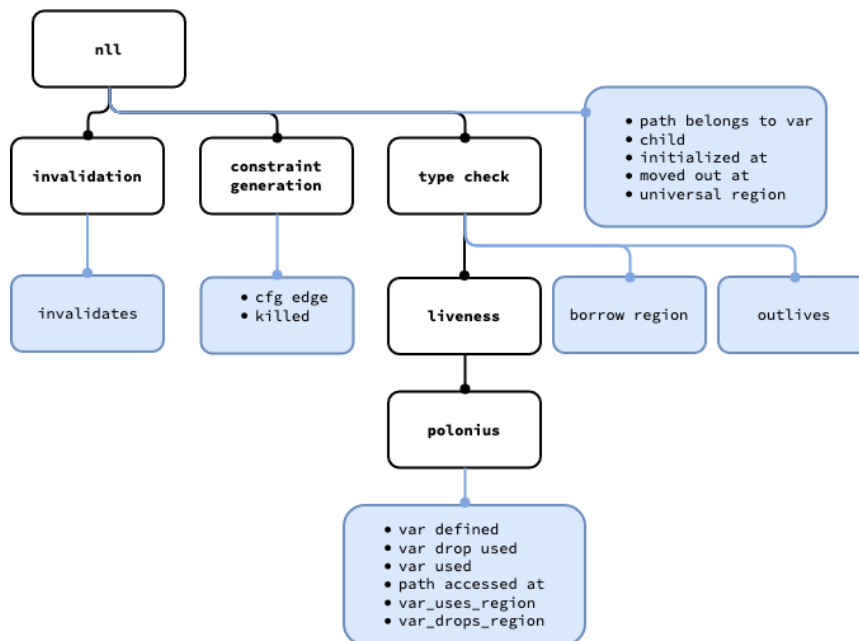 nll
• path belongs to var
• child
• initialized at
• moved out at
• universal region
invalidation
constraint
generation
type check
invalidates
• cfg edge
• killed
liveness
borrow region
outlives
polonius
• var defined
• var drop used
• var used
• path accessed at
• var_uses_region
• var_drops_region